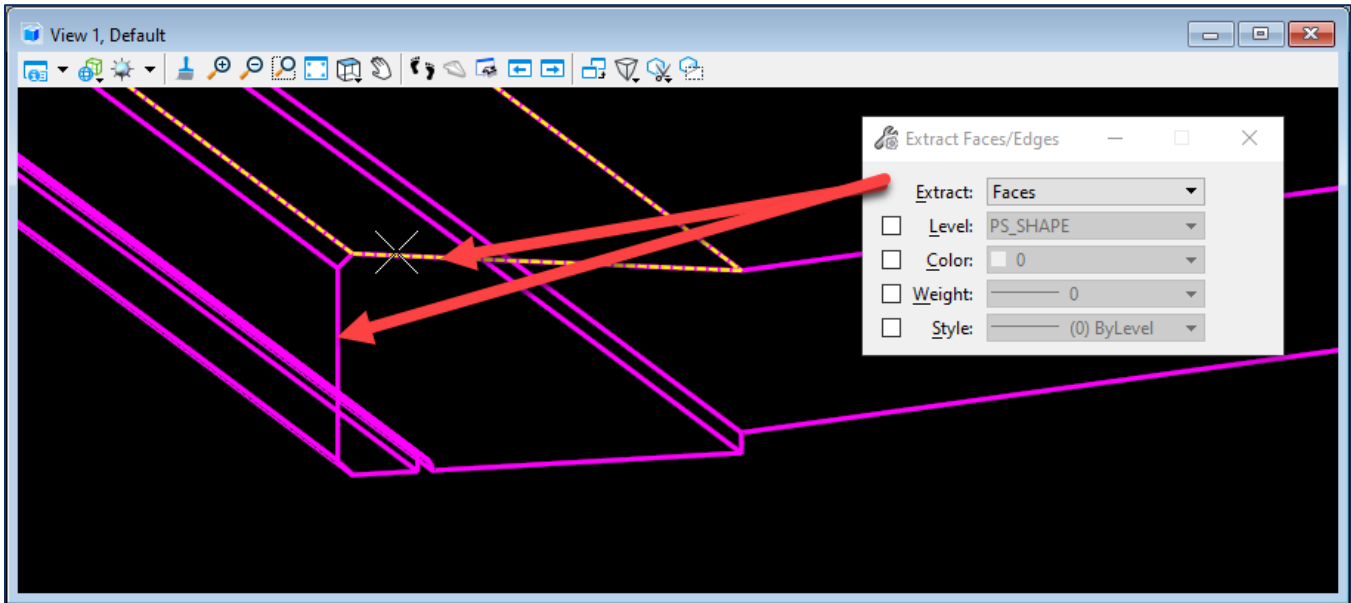 View 1, Default
Extract Faces/Edges
Extract: Faces
Level: PS_SHAPE
Color: 0
Weight: 0
Style: (0) ByLevel